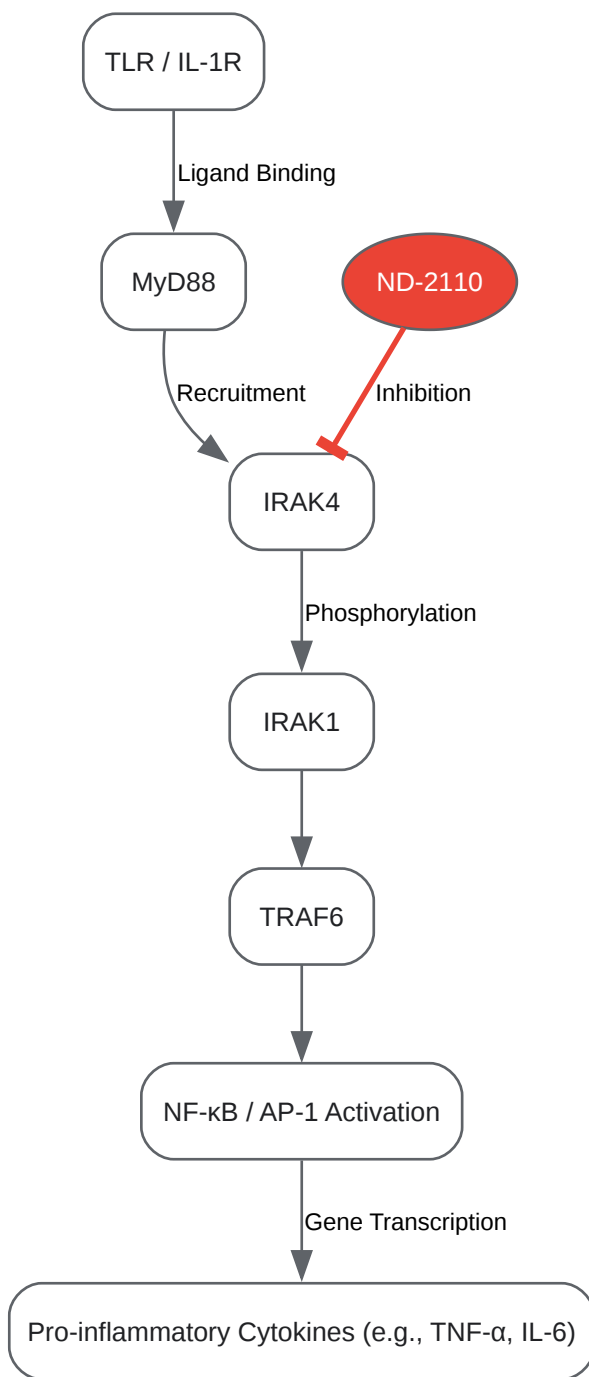 TLR / IL-1R
Ligand Binding
MyD88
ND-2110
Recruitment
Inhibition
IRAK4
Phosphorylation
IRAK1
TRAF6
NF-κB / AP-1 Activation
Gene Transcription
Pro-inflammatory Cytokines (e.g., TNF-α, IL-6)